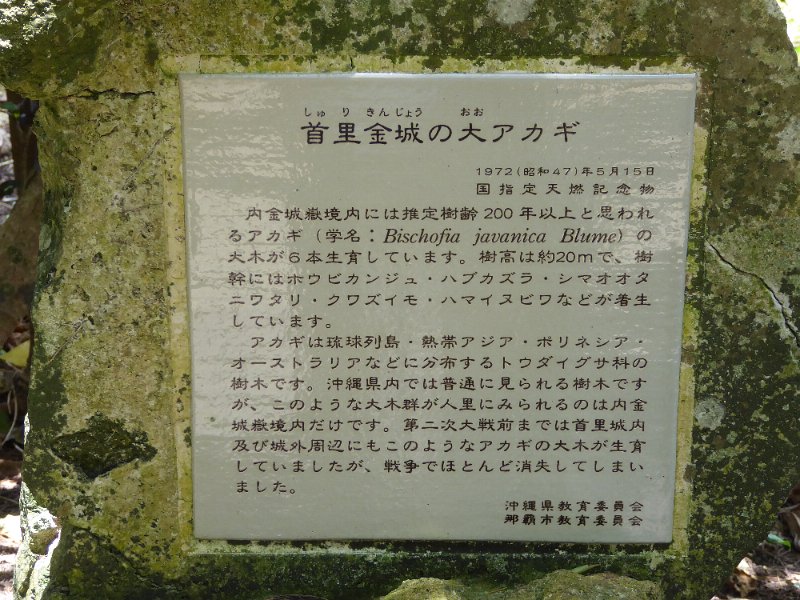 しゅ り きんじょう おお
首里金城の大アカギ
1972(昭和47)年5月15日
国指定天燃記念物
内金城嶽境内には推定樹齢200年以上と思われ
るアカギ(学名:Bischofia javanica Blume)の
大木が6本生育しています。樹高は約20mで、樹
幹にはホウビカンジュ・ハブカズラ・シマオオタ
ニワタリ・クワズイモ・ハマイヌビワなどが着生
しています。
アカギは琉球列島・熱帯アジア・ポリネシア・
オーストラリアなどに分布するトウダイグサ科の
樹木です。沖縄県内では普通に見られる樹木です
が、このような大木群が人里にみられるのは内金
城嶽境内だけです。第二次大戦前までは首里城内
及び城外周辺にもこのようなアカギの大木が生育
していましたが、戦争でほとんど消失してしまい
ました。
沖縄県教育委員会
那覇市教育委員会